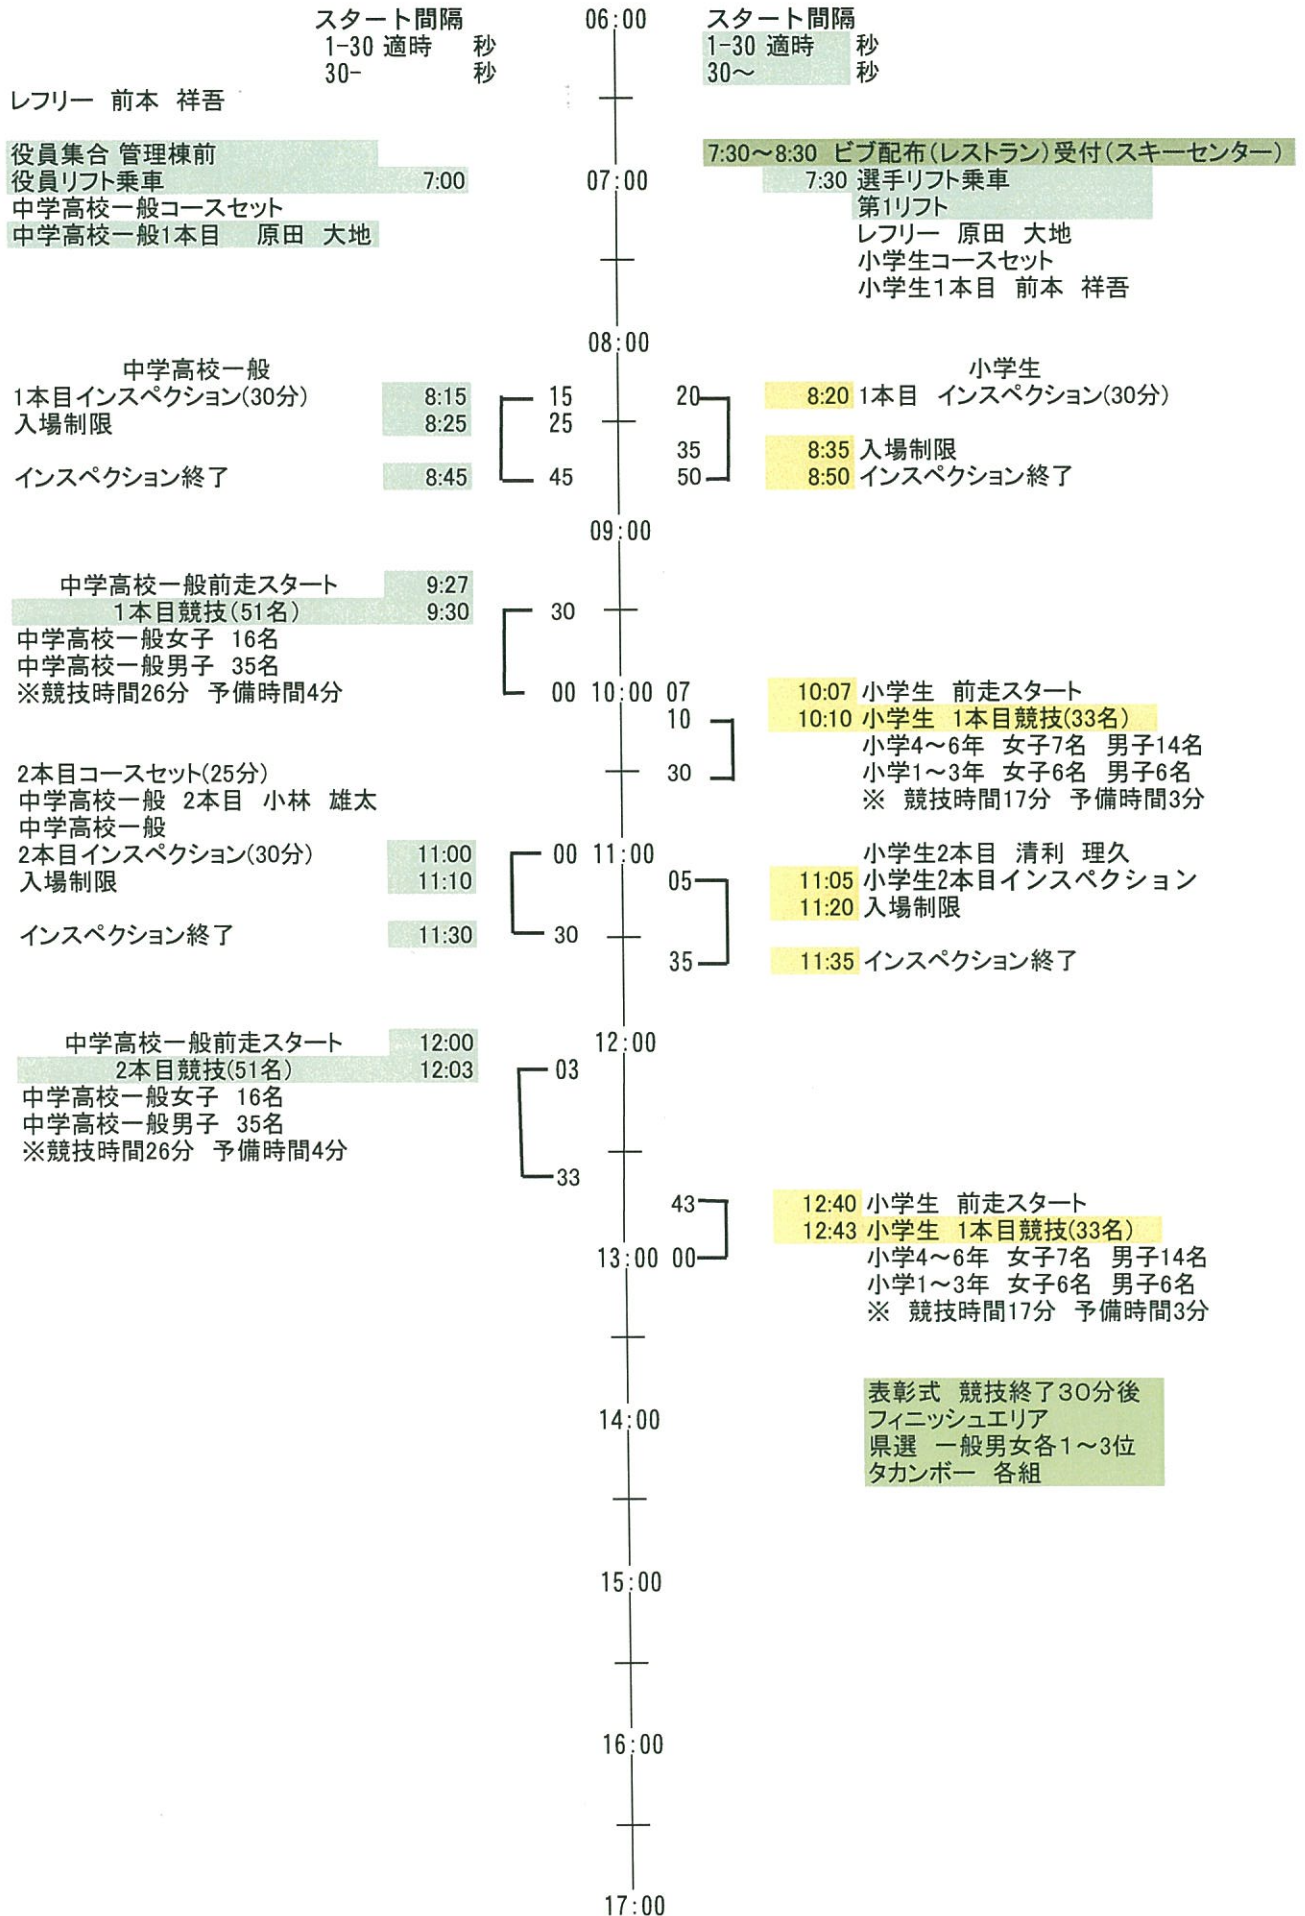 スタート間隔 06:00 スタート間隔
1-30 適時 秒 1-30 適時 秒
30- 秒 30～ 秒
レフリー 前本 祥吾
役員集合 管理棟前 7:30～8:30 ビブ配布(レストラン)受付(スキーセンター)
役員リフト乗車 7:00 07:00 7:30 選手リフト乗車
中学高校一般コースセット 第1リフト
中学高校一般1本目 原田 大地 レフリー 原田 大地
小学生コースセット
小学生1本目 前本 祥吾
08:00
中学高校一般 小学生
1本目インスペクション(30分) 8:15 15 20 8:20 1本目 インスペクション(30分)
入場制限 8:25 25
35 8:35 入場制限
インスペクション終了 8:45 45 50 8:50 インスペクション終了
09:00
中学高校一般前走スタート 9:27
1本目競技(51名) 9:30 30
中学高校一般女子 16名
中学高校一般男子 35名
※競技時間26分 予備時間4分 00 10:00 07 10:07 小学生 前走スタート
10 10:10 小学生 1本目競技(33名)
小学4～6年 女子7名 男子14名
2本目コースセット(25分) 30 小学1～3年 女子6名 男子6名
中学高校一般 2本目 小林 雄太 ※ 競技時間17分 予備時間3分
中学高校一般
2本目インスペクション(30分) 11:00 00 11:00 小学生2本目 清利 理久
入場制限 11:10 05 11:05 小学生2本目インスペクション
11:20 入場制限
インスペクション終了 11:30 30
35 11:35 インスペクション終了
中学高校一般前走スタート 12:00 12:00
2本目競技(51名) 12:03 03
中学高校一般女子 16名
中学高校一般男子 35名
※競技時間26分 予備時間4分
33
43 12:40 小学生 前走スタート
12:43 小学生 1本目競技(33名)
13:00 00 小学4～6年 女子7名 男子14名
小学1～3年 女子6名 男子6名
※ 競技時間17分 予備時間3分
表彰式 競技終了30分後
14:00 フィニッシュエリア
県選 一般男女各1～3位
タカンボー 各組
15:00
16:00
17:00